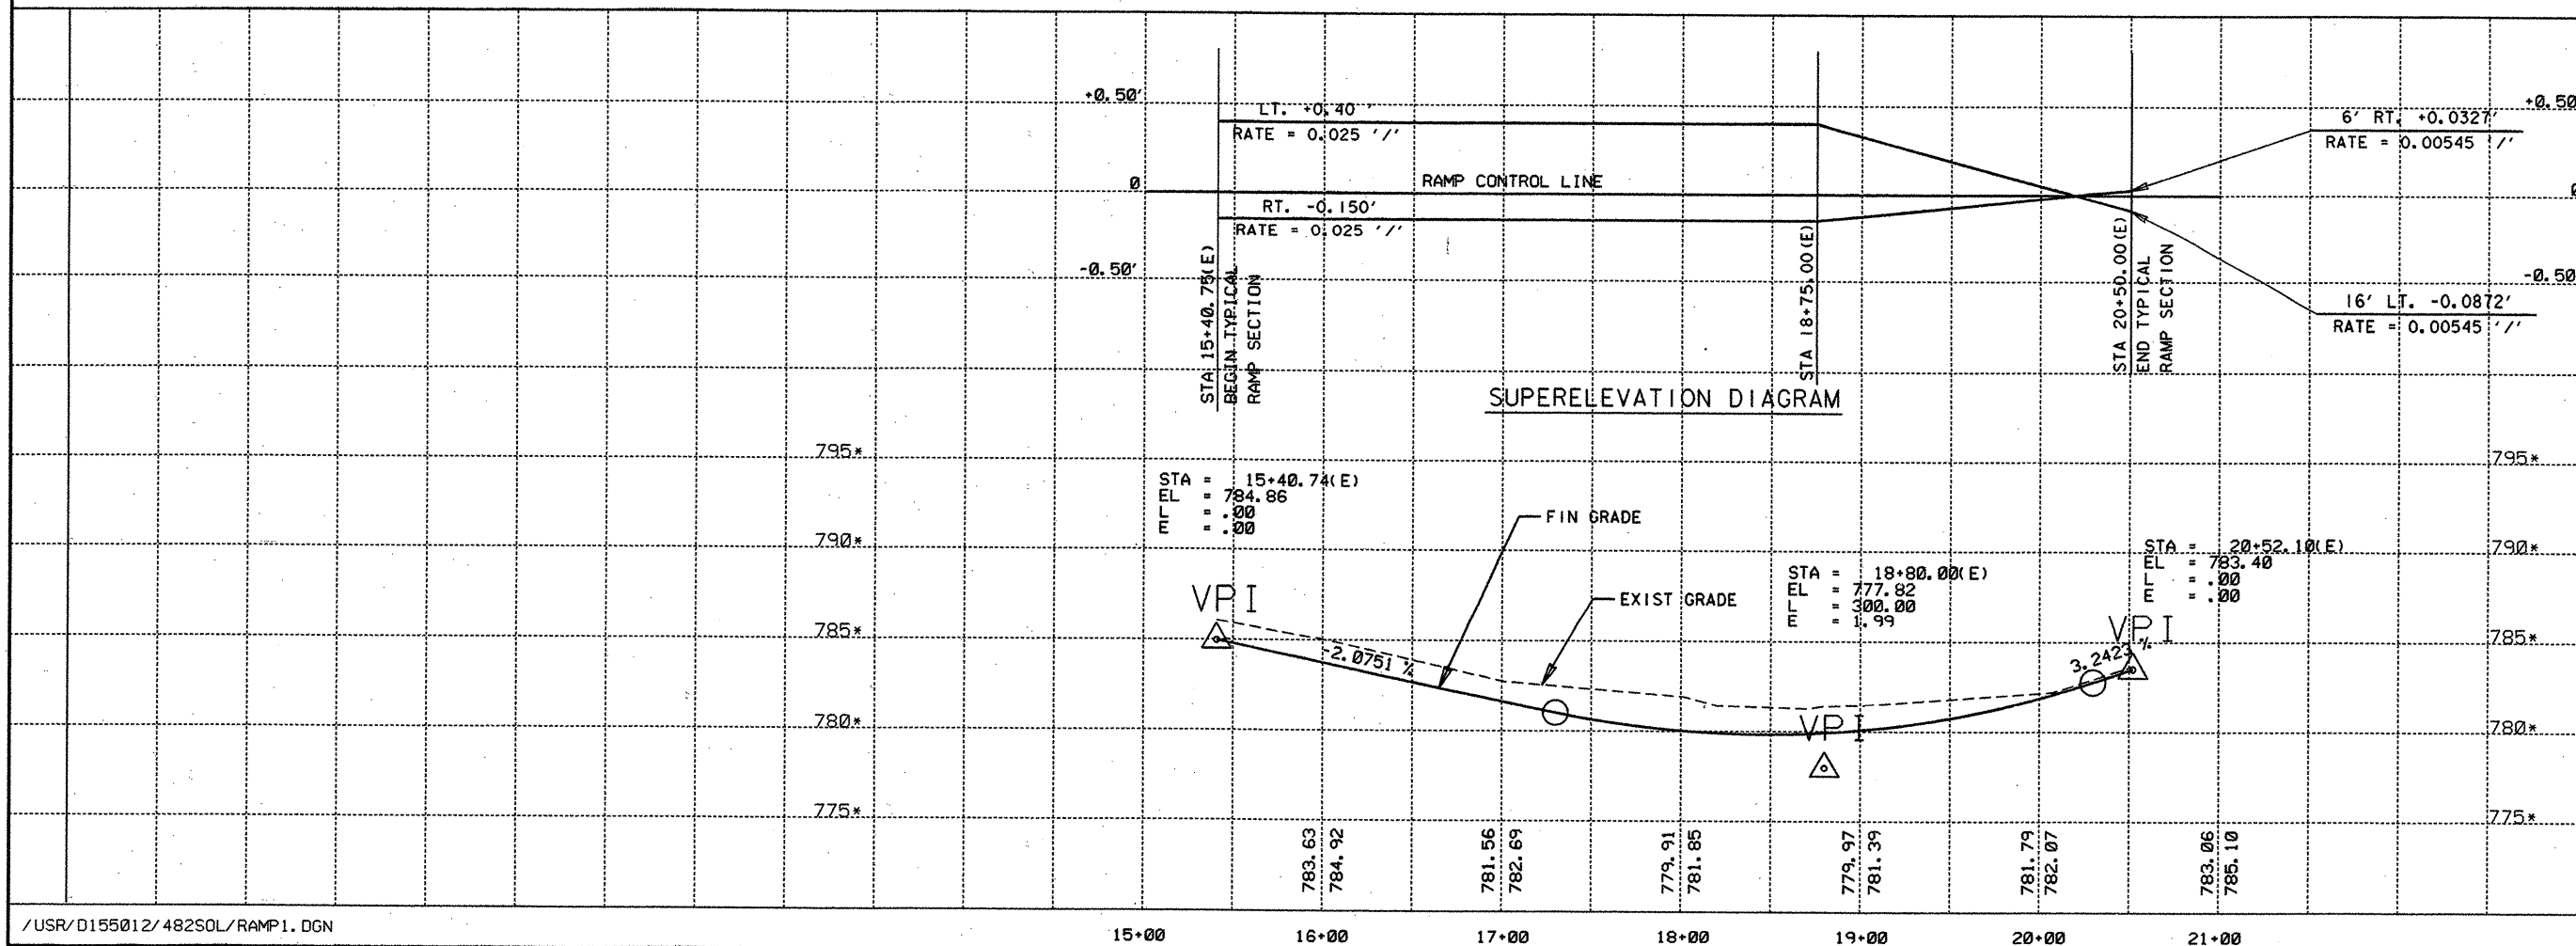 +0.50'
+0.50
LT. +0.40 '
RATE = 0.025 '/'
6' RT. +0.0327'
RATE = 0.00545 '/'
0
RAMP CONTROL LINE
0
RT. -0.150'
RATE = 0.025 '/'
-0.50'
-0.50
STA 15+40.75(E)
BEGIN TYPICAL
RAMP SECTION
STA 18+75.00(E)
STA 20+50.00(E)
END TYPICAL
RAMP SECTION
16' LT. -0.0872'
RATE = 0.00545 '/'
SUPERELEVATION DIAGRAM
795*
795*
STA = 15+40.74(E)
EL = 784.86
L = .00
E = .00
FIN GRADE
790*
790*
STA = 20+52.10(E)
EL = 783.40
L = .00
E = .00
STA = 18+80.00(E)
EL = 777.82
L = 300.00
E = 1.99
EXIST GRADE
VPI
VPI
785*
785*
-2.0751 %
3.2423 %
780*
780*
VPI
775*
775*
783.63
784.92
781.56
782.69
779.91
781.85
779.97
781.39
781.79
782.07
783.06
785.10
/USR/D155012/482SOL/RAMP1.DGN
15+00
16+00
17+00
18+00
19+00
20+00
21+00